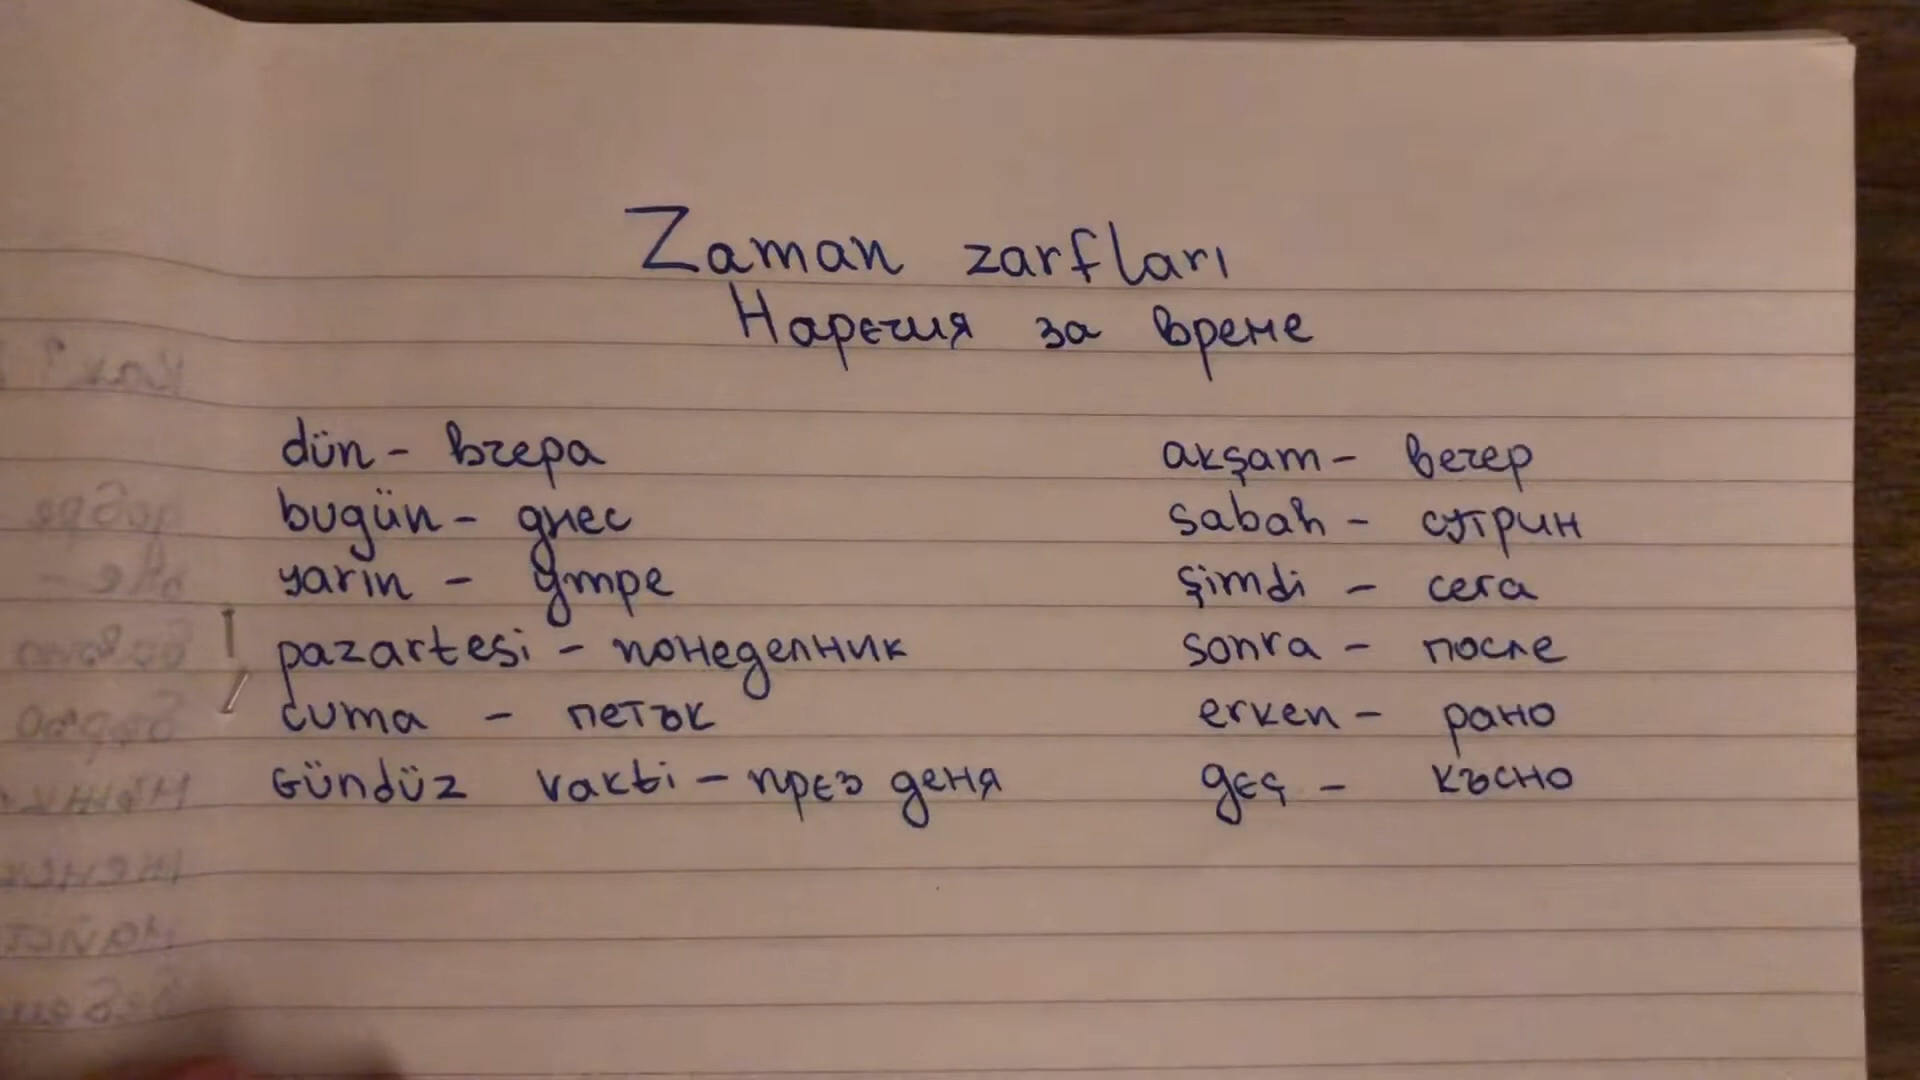 Zaman zarfları
Наречия за време
dün - вчера
bugün - днес
yarın - утре
pazartesi - понеделник
cuma - петък
Gündüz vakti - през деня
akşam - вечер
sabah - сутрин
şimdi - сега
sonra - после
erken - рано
geç - късно